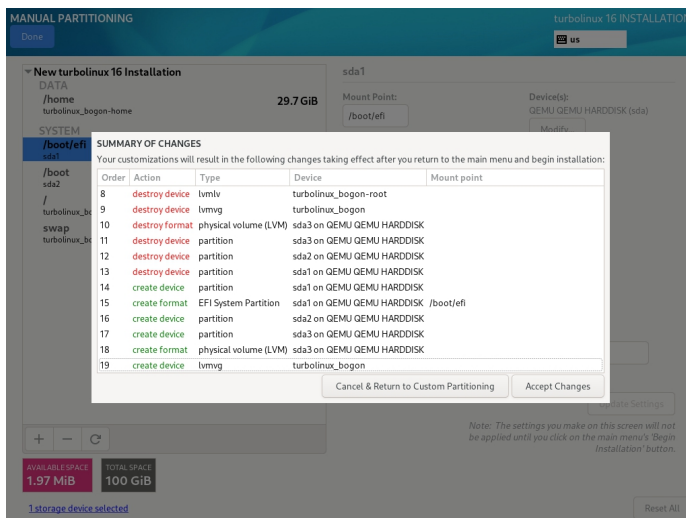 MANUAL PARTITIONING
turbolinux 16 INSTALLATION
Done
us
New turbolinux 16 Installation
DATA
/home
turbolinux_bogon-home
29.7 GiB
SYSTEM
/boot/efi
sda1
/boot
sda2
/
turbolinux_bo
swap
turbolinux_bo
sda1
Mount Point:
/boot/efi
Device(s):
QEMU QEMU HARDDISK (sda)
Modify...
SUMMARY OF CHANGES
Your customizations will result in the following changes taking effect after you return to the main menu and begin installation:
Order Action Type Device Mount point
8 destroy device lvmlv turbolinux_bogon-root
9 destroy device lvmvg turbolinux_bogon
10 destroy format physical volume (LVM) sda3 on QEMU QEMU HARDDISK
11 destroy device partition sda3 on QEMU QEMU HARDDISK
12 destroy device partition sda2 on QEMU QEMU HARDDISK
13 destroy device partition sda1 on QEMU QEMU HARDDISK
14 create device partition sda1 on QEMU QEMU HARDDISK
15 create format EFI System Partition sda1 on QEMU QEMU HARDDISK /boot/efi
16 create device partition sda2 on QEMU QEMU HARDDISK
17 create device partition sda3 on QEMU QEMU HARDDISK
18 create format physical volume (LVM) sda3 on QEMU QEMU HARDDISK
19 create device lvmvg turbolinux_bogon
Cancel & Return to Custom Partitioning
Accept Changes
Update Settings
Note: The settings you make on this screen will not
be applied until you click on the main menu's 'Begin
Installation' button.
AVAILABLE SPACE
1.97 MiB
TOTAL SPACE
100 GiB
1 storage device selected
Reset All